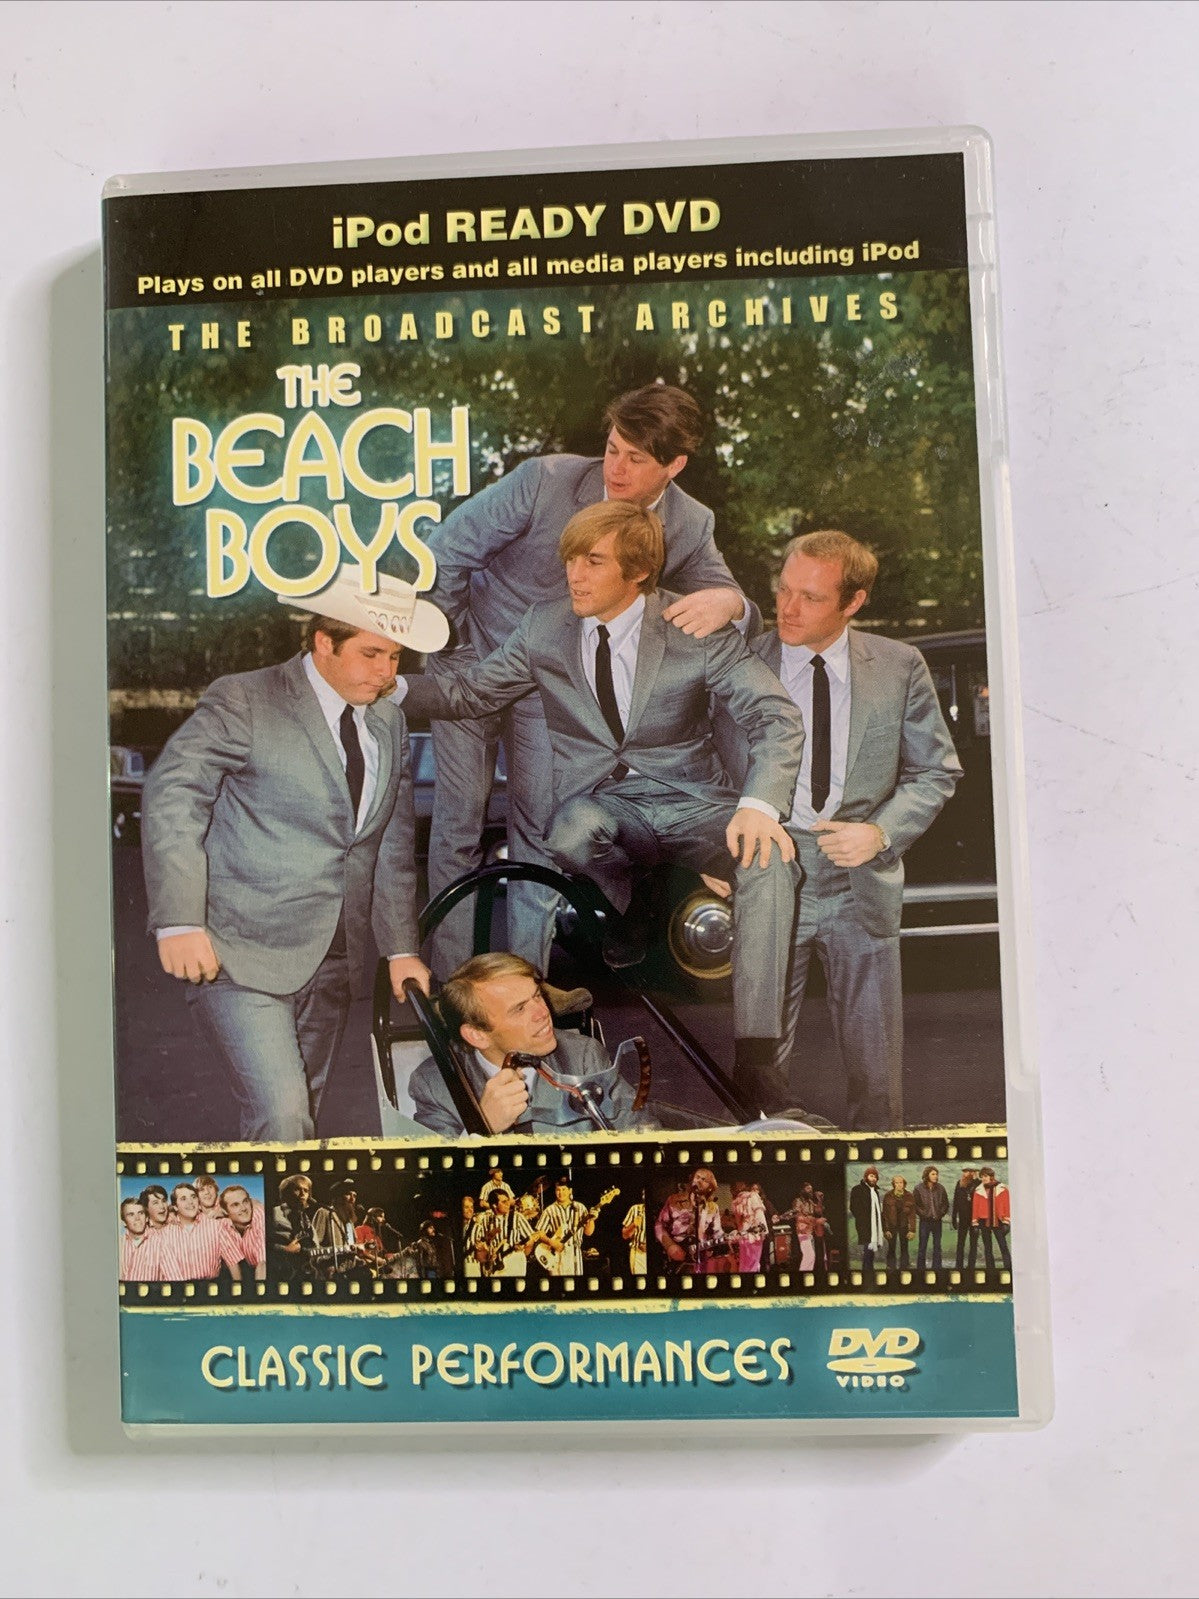 iPod READY DVD
Plays on all DVD players and all media players including iPod
THE BROADCAST ARCHIVES
THE
BEACH
BOYS
CLASSIC PERFORMANCES
DVD
VIDEO